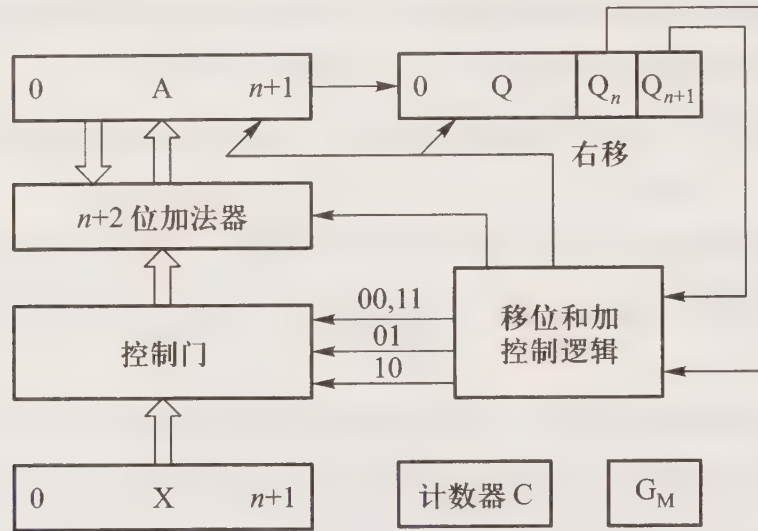 0 A n+1
0 Q Qₙ Qₙ₊₁
右移
n+2 位加法器
00,11
01
10
控制门
移位和加
控制逻辑
0 X n+1
计数器 C
G_M